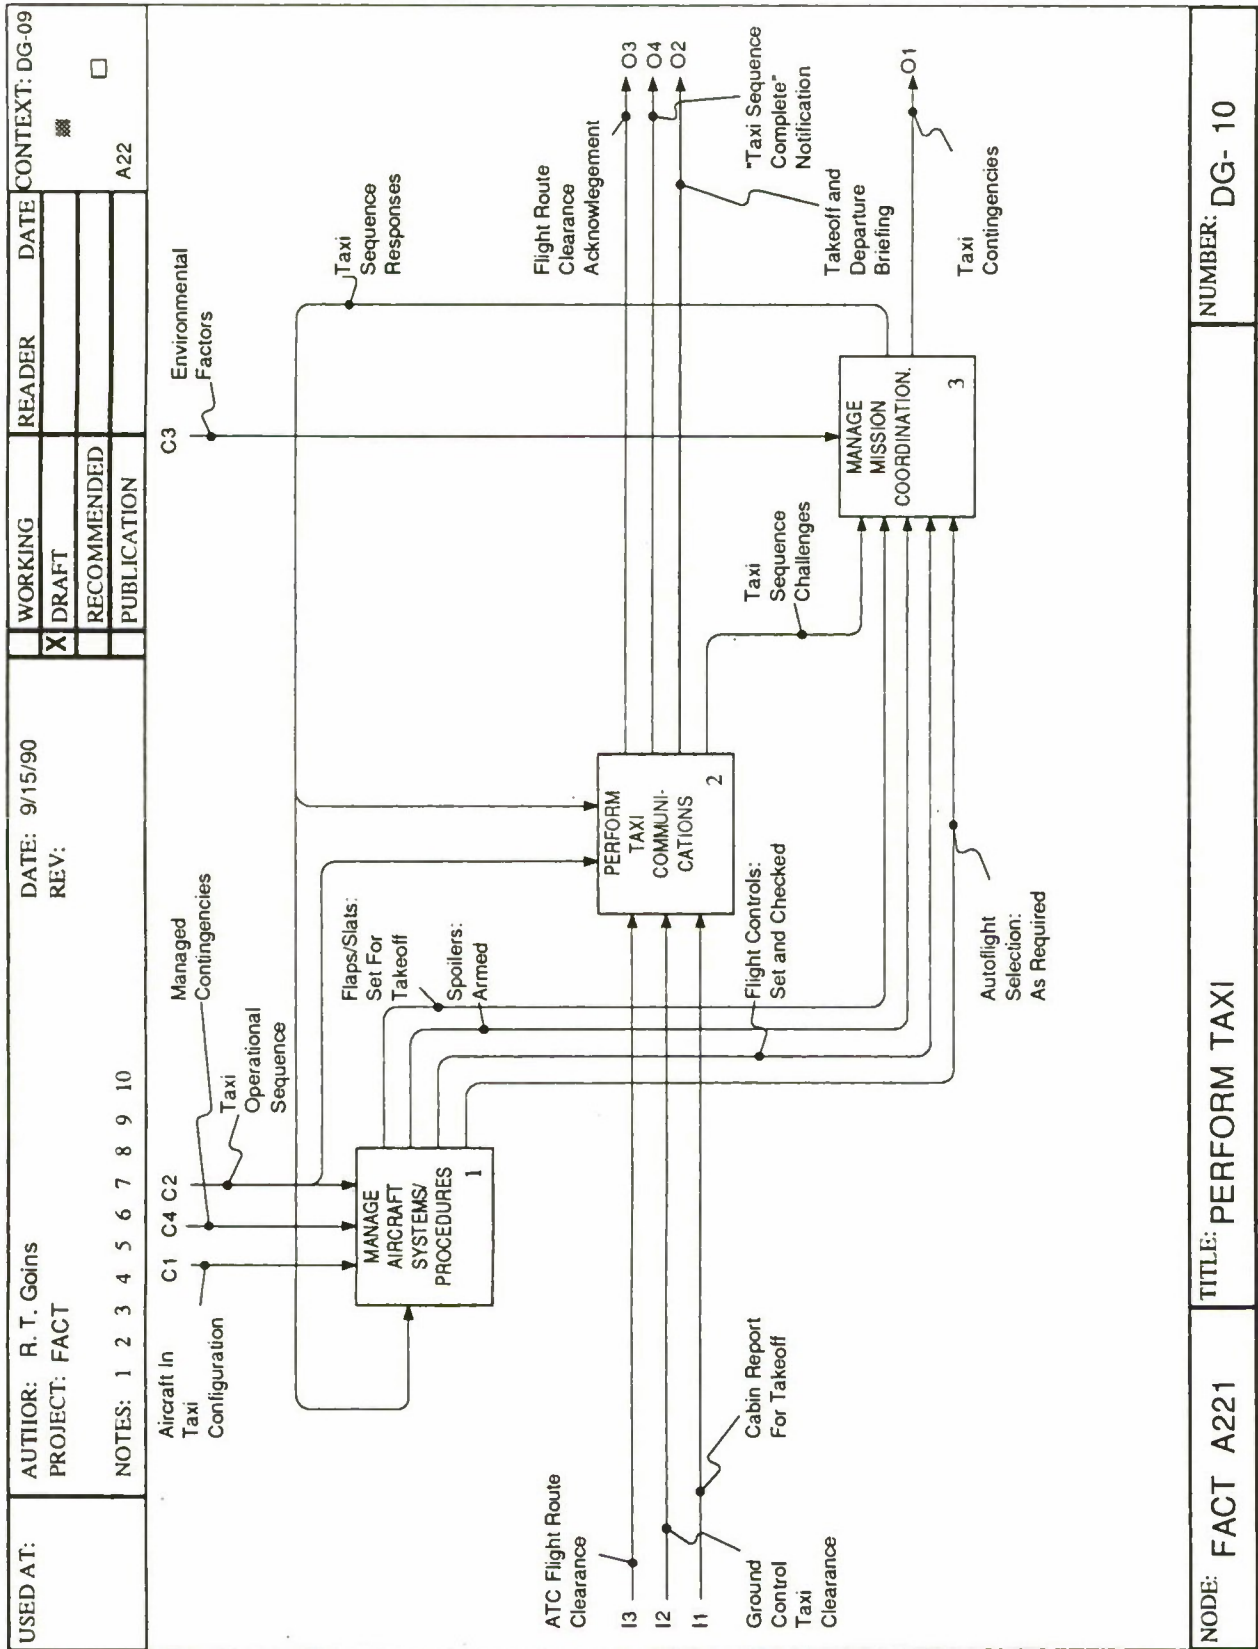 USED AT:
AUTHOR: R. T. Goins
PROJECT: FACT
NOTES: 1 2 3 4 5 6 7 8 9 10
DATE: 9/15/90
REV:
WORKING
X DRAFT
RECOMMENDED
PUBLICATION
READER
DATE
CONTEXT: DG-09
A22
Aircraft In
Taxi
Configuration
C1
C4
C2
Managed
Contingencies
Taxi
Operational
Sequence
C3
Environmental
Factors
Taxi
Sequence
Responses
MANAGE
AIRCRAFT
SYSTEMS/
PROCEDURES
1
Flaps/Slats:
Set For
Takeoff
Spoilers:
Armed
Flight Controls:
Set and Checked
Autoflight
Selection:
As Required
ATC Flight Route
Clearance
I3
I2
I1
Ground
Control
Taxi
Clearance
Cabin Report
For Takeoff
PERFORM
TAXI
COMMUNI-
CATIONS
2
Taxi
Sequence
Challenges
MANAGE
MISSION
COORDINATION.
3
Flight Route
Clearance
Acknowlegement
O3
O4
O2
"Taxi Sequence
Complete"
Notification
Takeoff and
Departure
Briefing
O1
Taxi
Contingencies
NODE: FACT A221
TITLE: PERFORM TAXI
NUMBER: DG- 10